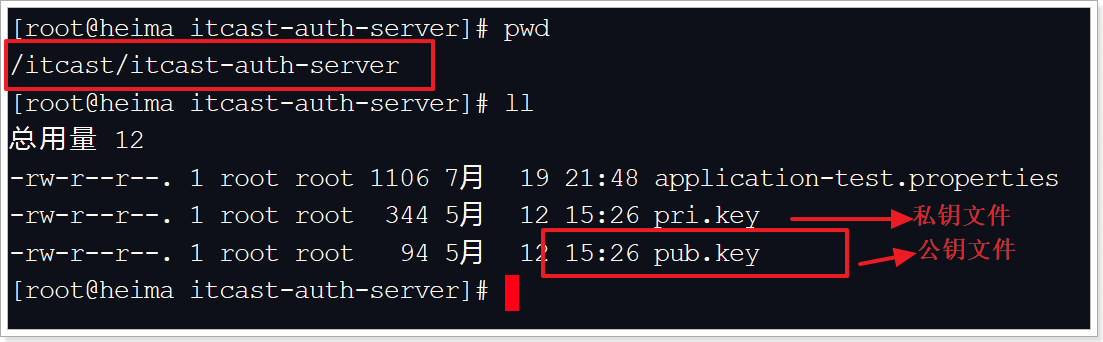 [root@heima itcast-auth-server]# pwd
/itcast/itcast-auth-server
[root@heima itcast-auth-server]# ll
总用量 12
-rw-r--r--. 1 root root 1106 7月  19 21:48 application-test.properties
-rw-r--r--. 1 root root  344 5月  12 15:26 pri.key 私钥文件
-rw-r--r--. 1 root root   94 5月  12 15:26 pub.key 公钥文件
[root@heima itcast-auth-server]#